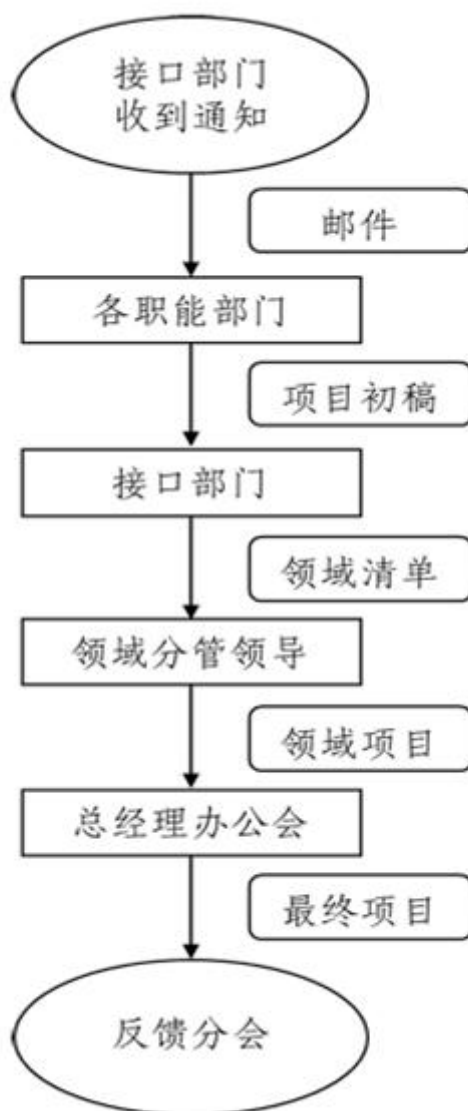 接口部门
收到通知
邮件
各职能部门
项目初稿
接口部门
领域清单
领域分管领导
领域项目
总经理办公会
最终项目
反馈分会